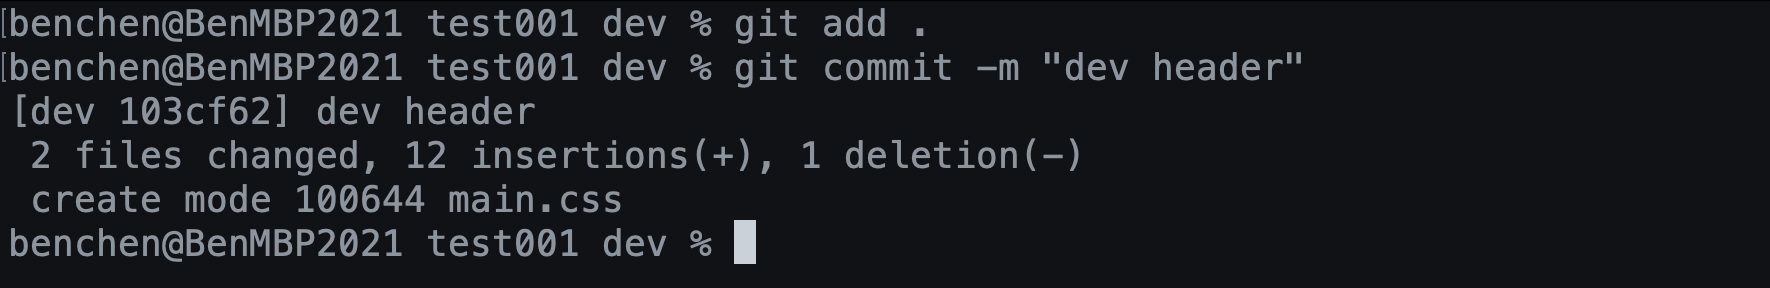 [benchen@BenMBP2021 test001 dev % git add .
[benchen@BenMBP2021 test001 dev % git commit -m "dev header"
[dev 103cf62] dev header
 2 files changed, 12 insertions(+), 1 deletion(-)
 create mode 100644 main.css
benchen@BenMBP2021 test001 dev %